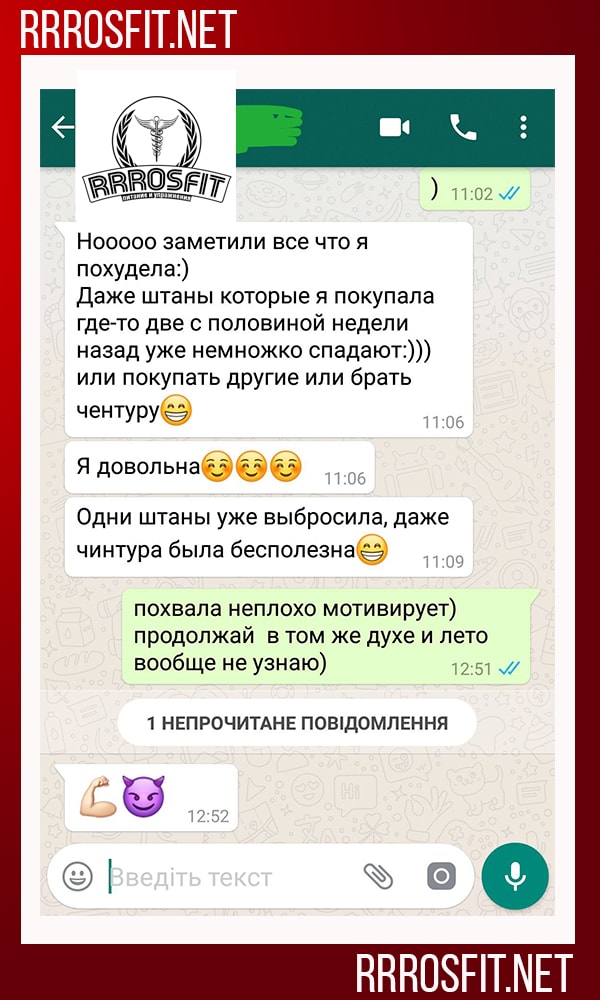 RRROSFIT.NET
RRROSFIT
питание и упражнения
) 11:02
Нооооо заметили все что я
похудела:)
Даже штаны которые я покупала
где-то две с половиной недели
назад уже немножко спадают:)))
или покупать другие или брать
чентуру😁
11:06
Я довольна☺️☺️☺️ 11:06
Одни штаны уже выбросила, даже
чинтура была бесполезна😁
11:09
похвала неплохо мотивирует)
продолжай  в том же духе и лето
вообще не узнаю) 12:51
1 НЕПРОЧИТАНЕ ПОВІДОМЛЕННЯ
💪🏻😈 12:52
Введіть текст
RRROSFIT.NET